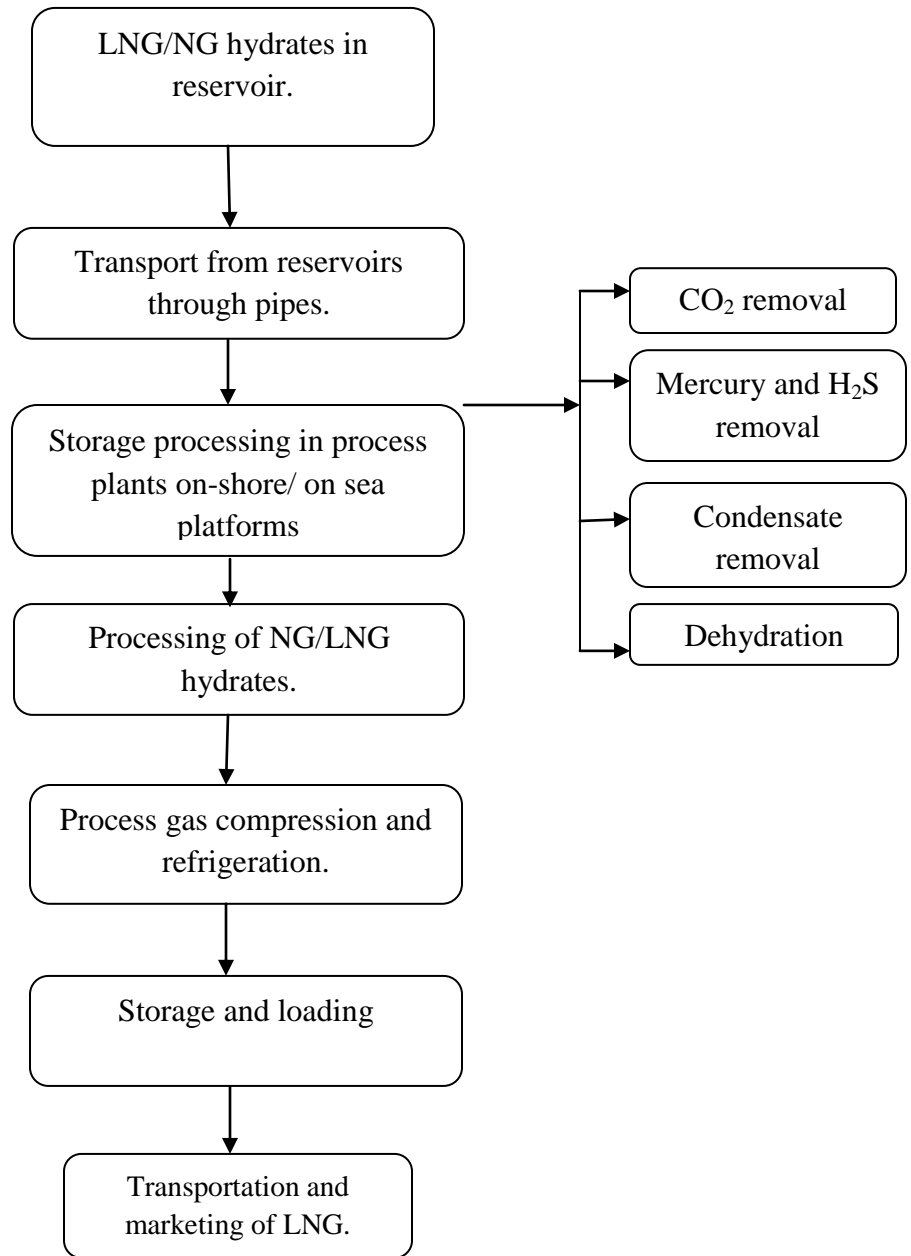 LNG/NG hydrates in
reservoir.
Transport from reservoirs
through pipes.
Storage processing in process
plants on-shore/ on sea
platforms
Processing of NG/LNG
hydrates.
Process gas compression and
refrigeration.
Storage and loading
Transportation and
marketing of LNG.
CO₂ removal
Mercury and H₂S
removal
Condensate
removal
Dehydration